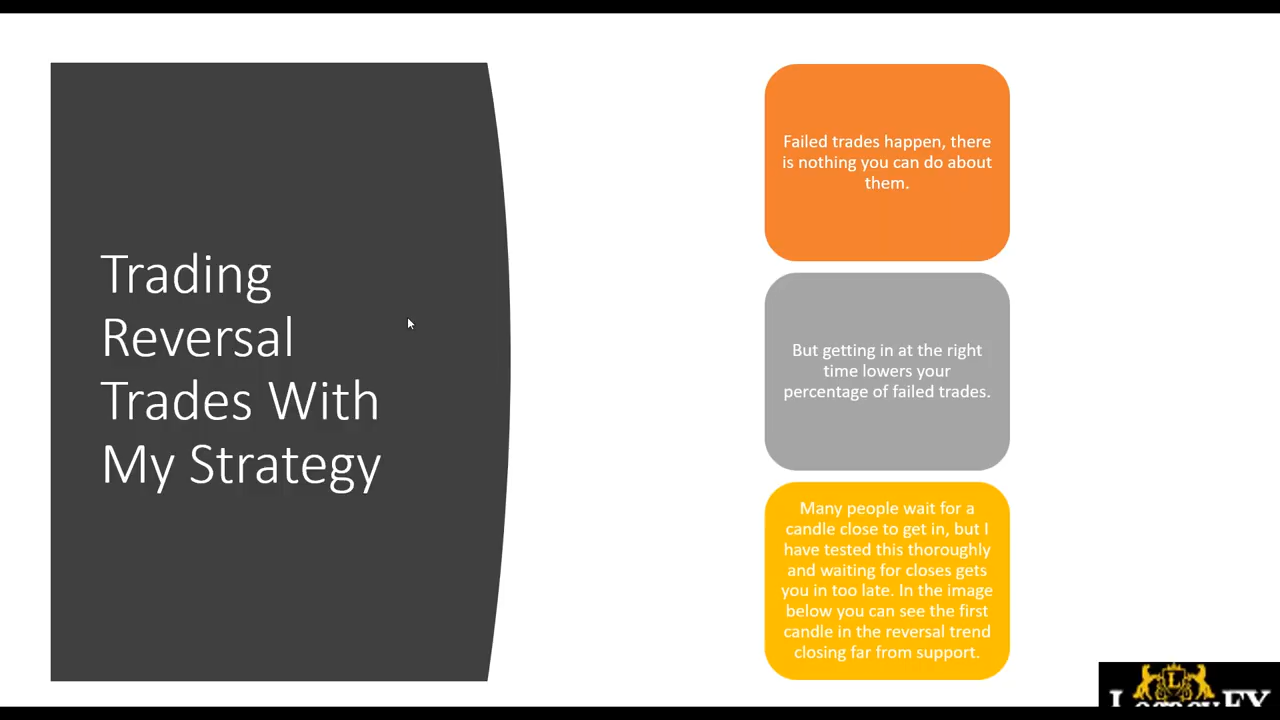 Trading
Reversal
Trades With
My Strategy
Failed trades happen, there
is nothing you can do about
them.
But getting in at the right
time lowers your
percentage of failed trades.
Many people wait for a
candle close to get in, but I
have tested this thoroughly
and waiting for closes gets
you in too late. In the image
below you can see the first
candle in the reversal trend
closing far from support.
L